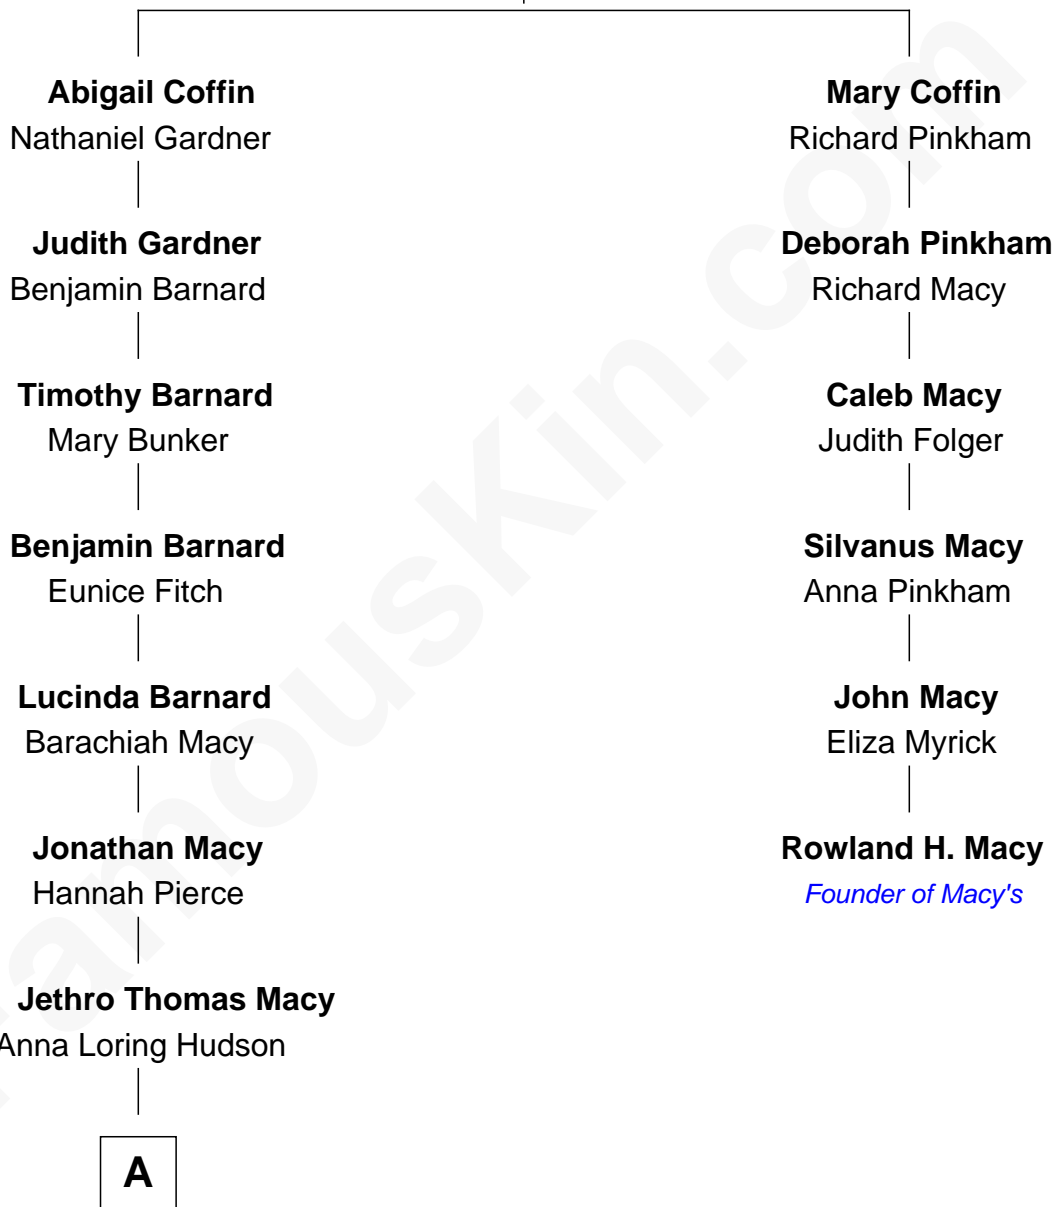 Abigail Coffin
Nathaniel Gardner
Judith Gardner
Benjamin Barnard
Timothy Barnard
Mary Bunker
Benjamin Barnard
Eunice Fitch
Lucinda Barnard
Barachiah Macy
Jonathan Macy
Hannah Pierce
Jethro Thomas Macy
Anna Loring Hudson
A
Mary Coffin
Richard Pinkham
Deborah Pinkham
Richard Macy
Caleb Macy
Judith Folger
Silvanus Macy
Anna Pinkham
John Macy
Eliza Myrick
Rowland H. Macy
Founder of Macy's
FamousKin.com